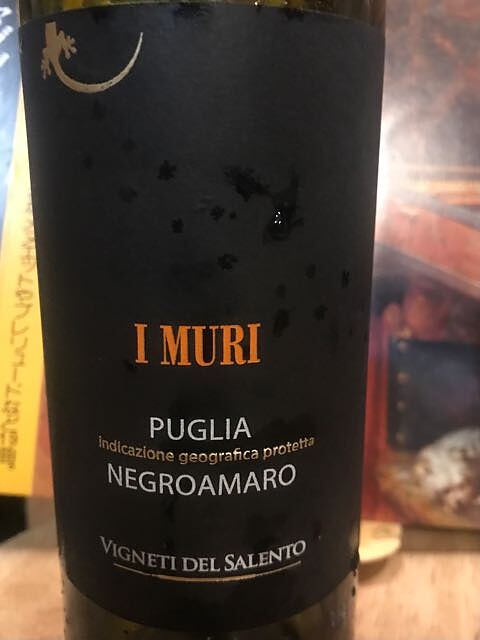 I MURI
PUGLIA
indicazione geografica protetta
NEGROAMARO
VIGNETI DEL SALENTO